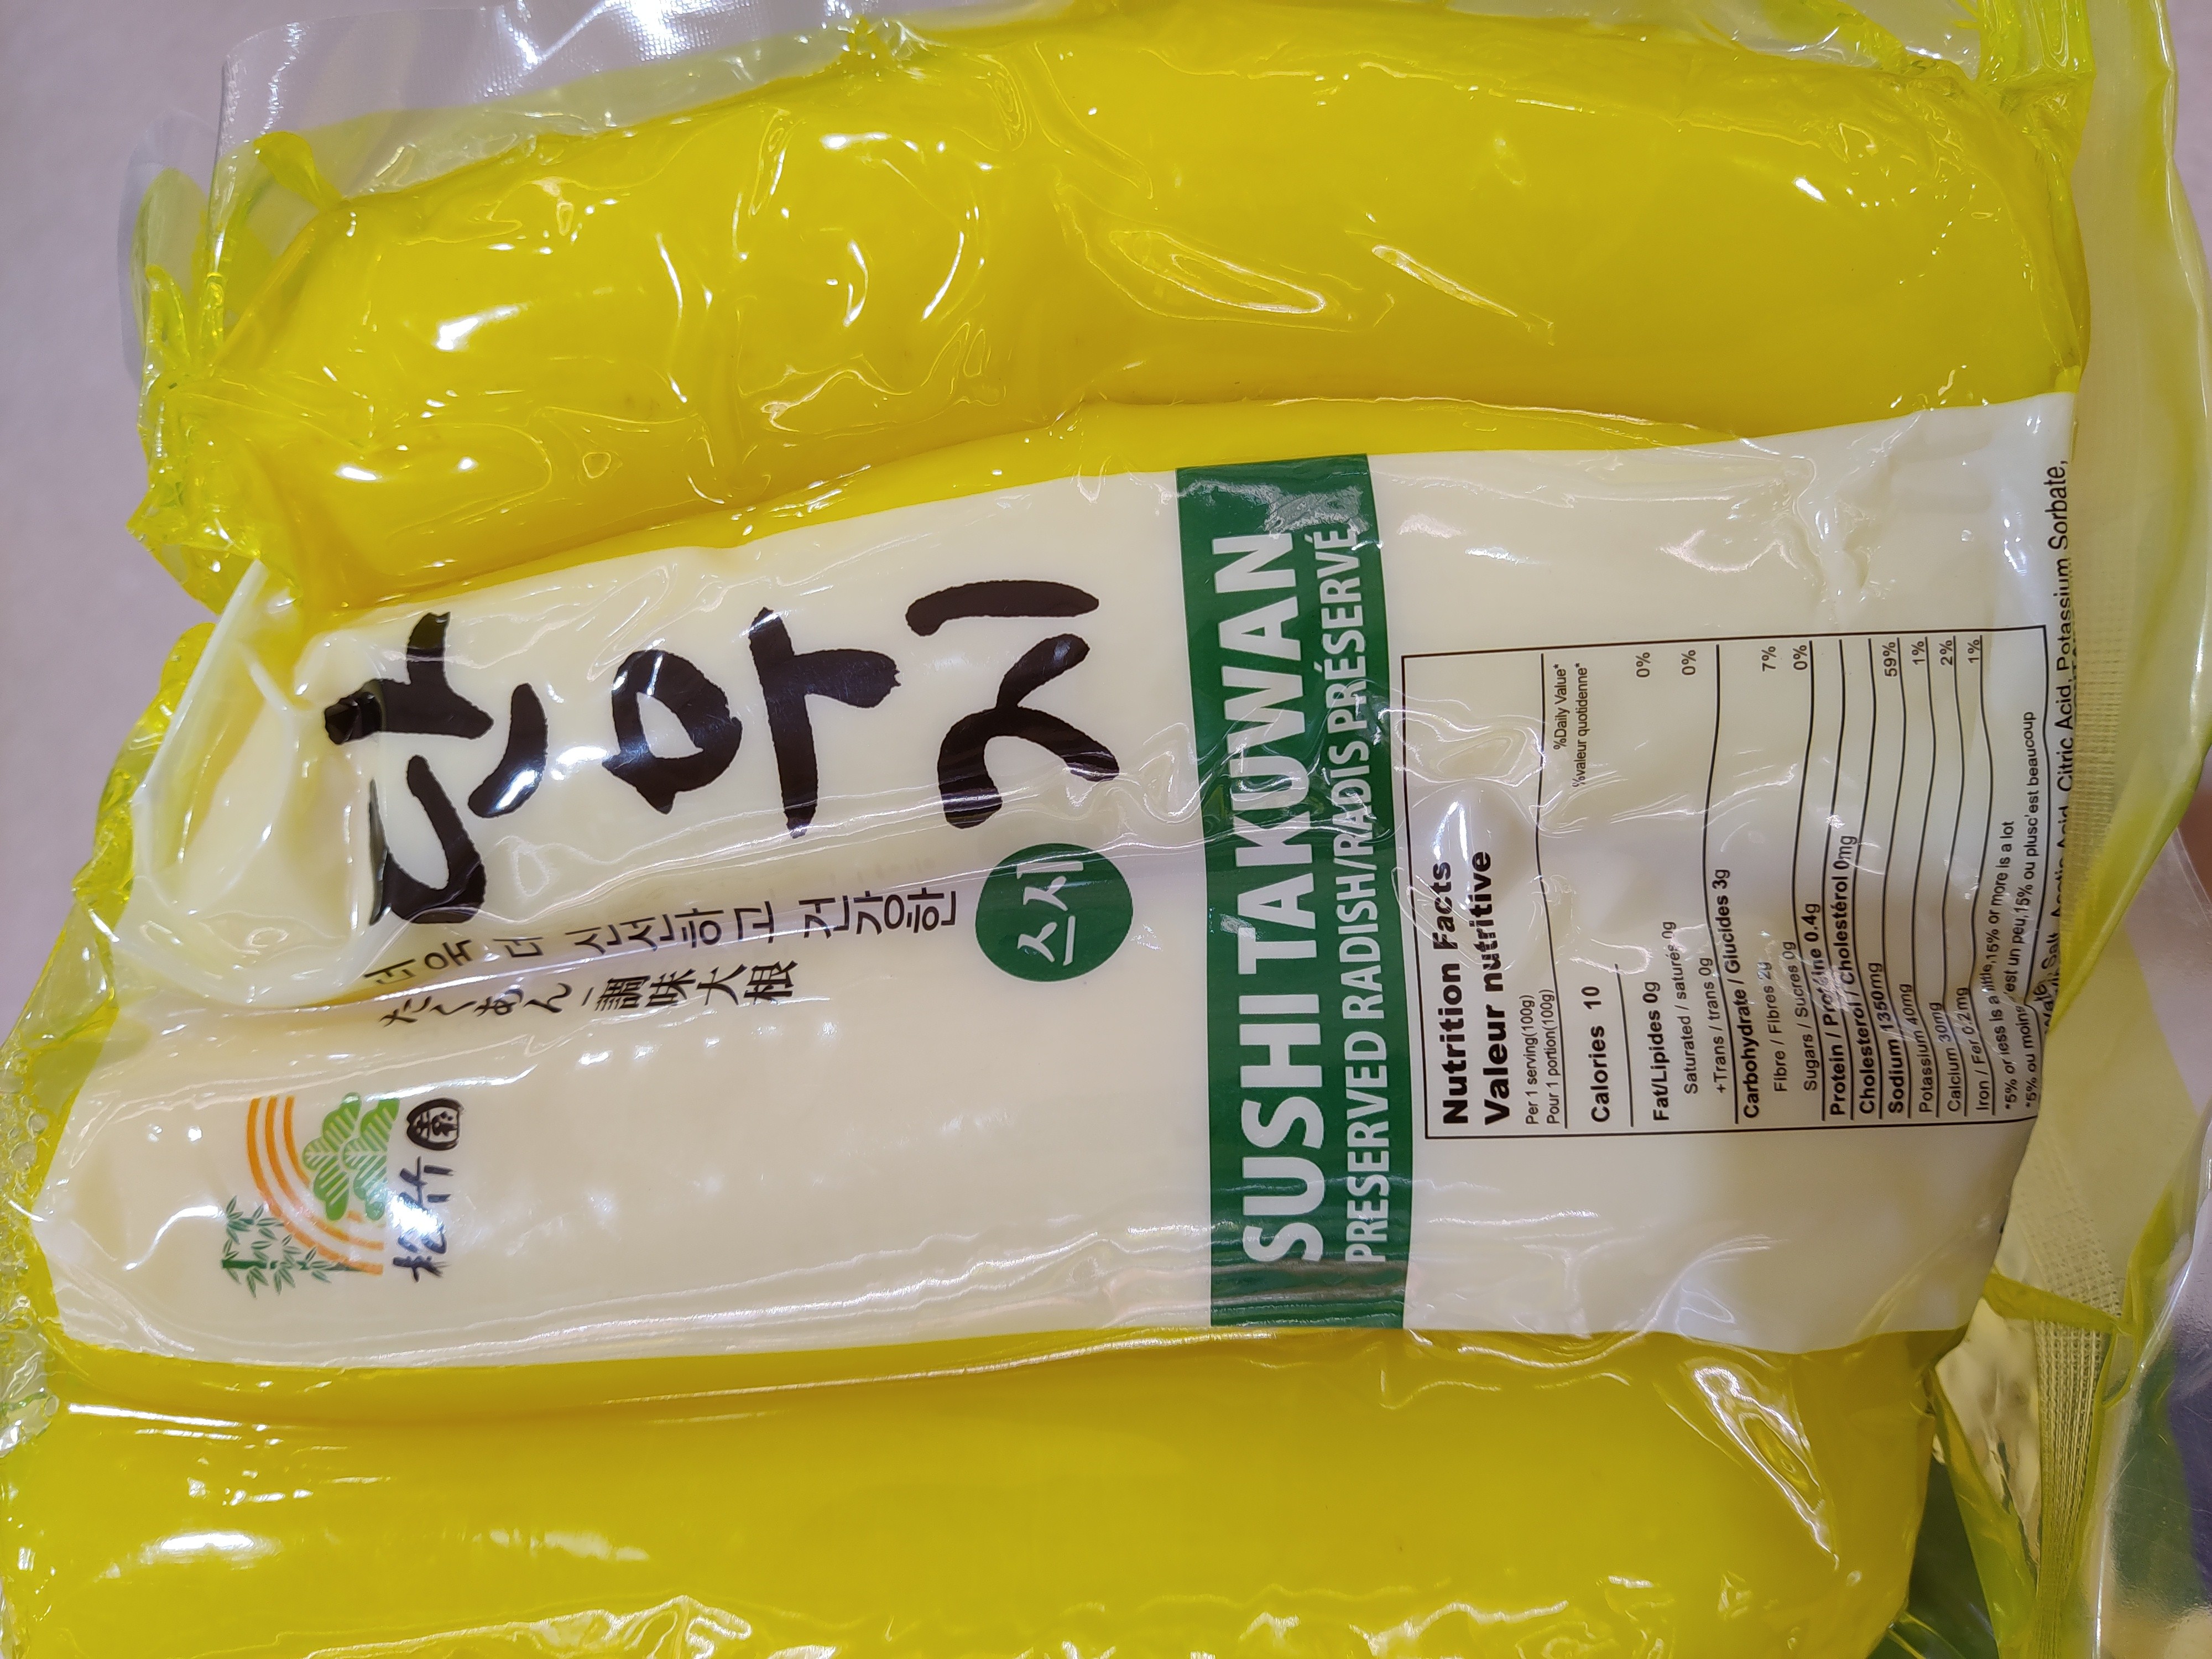 松竹園
더욱 더 신선하고 건강한
たくあん 調味大根
단무지
스시
SUSHI TAKUWAN
PRESERVED RADISH/RADIS PRÉSERVÉ
Nutrition Facts
Valeur nutritive
Per 1 serving(100g)
Pour 1 portion(100g)
%Daily Value*
%valeur quotidienne*
Calories 10
Fat/Lipides 0g 0%
Saturated / saturés 0g
+Trans / trans 0g 0%
Carbohydrate / Glucides 3g
Fibre / Fibres 2g 7%
Sugars / Sucres 0g 0%
Protein / Protéine 0.4g
Cholesterol / Cholestérol 0mg
Sodium 1350mg 59%
Potassium 40mg 1%
Calcium 30mg 2%
Iron / Fer 0.2mg 1%
*5% or less is a little,15% or more is a lot
*5% ou moins est un peu,15% ou plusc'est beaucoup
Salt, Acetic Acid, Citric Acid, Potassium Sorbate,